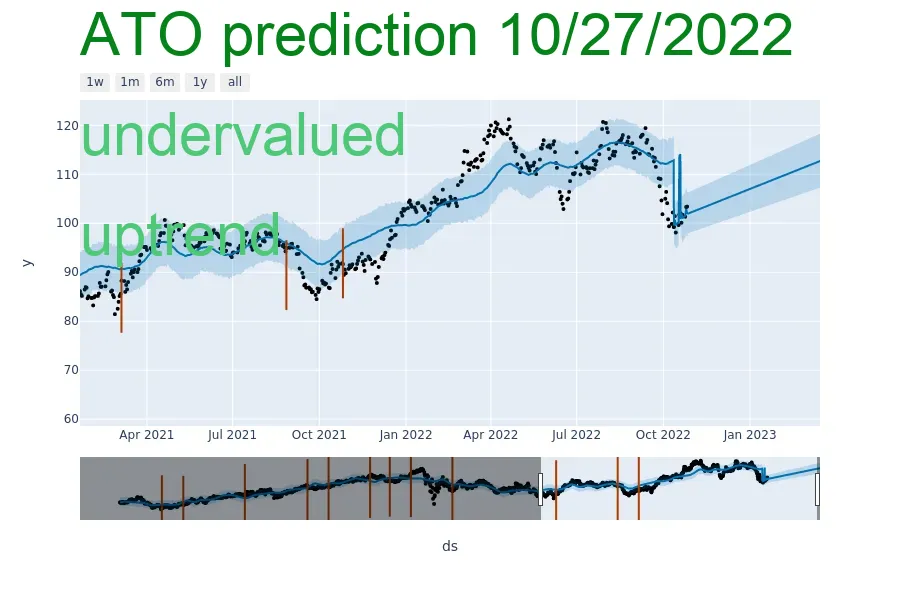 ATO prediction 10/27/2022
1w 1m 6m 1y all
undervalued
uptrend
120
110
100
90
80
70
60
y
Apr 2021 Jul 2021 Oct 2021 Jan 2022 Apr 2022 Jul 2022 Oct 2022 Jan 2023
ds